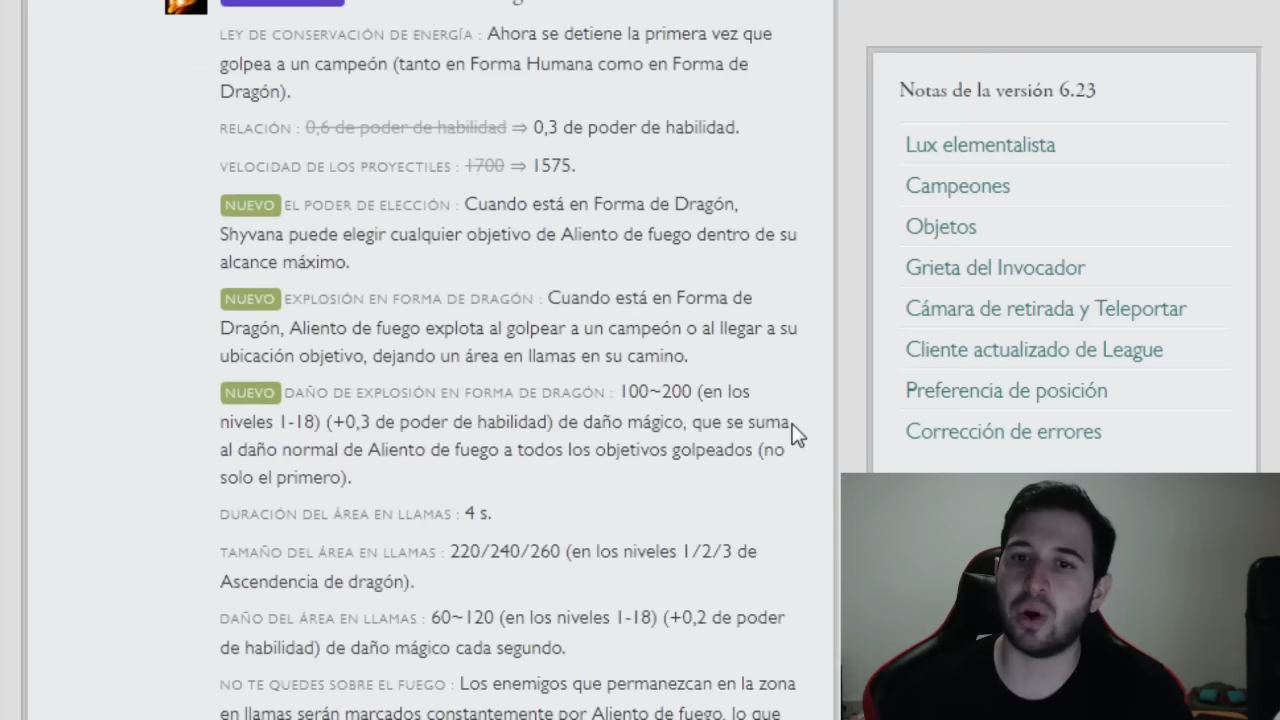 LEY DE CONSERVACIÓN DE ENERGÍA : Ahora se detiene la primera vez que
golpea a un campeón (tanto en Forma Humana como en Forma de
Dragón).
RELACIÓN : 0,6 de poder de habilidad ⇒ 0,3 de poder de habilidad.
VELOCIDAD DE LOS PROYECTILES : 1700 ⇒ 1575.
NUEVO EL PODER DE ELECCIÓN : Cuando está en Forma de Dragón,
Shyvana puede elegir cualquier objetivo de Aliento de fuego dentro de su
alcance máximo.
NUEVO EXPLOSIÓN EN FORMA DE DRAGÓN : Cuando está en Forma de
Dragón, Aliento de fuego explota al golpear a un campeón o al llegar a su
ubicación objetivo, dejando un área en llamas en su camino.
NUEVO DAÑO DE EXPLOSIÓN EN FORMA DE DRAGÓN : 100~200 (en los
niveles 1-18) (+0,3 de poder de habilidad) de daño mágico, que se suma
al daño normal de Aliento de fuego a todos los objetivos golpeados (no
solo el primero).
DURACIÓN DEL ÁREA EN LLAMAS : 4 s.
TAMAÑO DEL ÁREA EN LLAMAS : 220/240/260 (en los niveles 1/2/3 de
Ascendencia de dragón).
DAÑO DEL ÁREA EN LLAMAS : 60~120 (en los niveles 1-18) (+0,2 de poder
de habilidad) de daño mágico cada segundo.
NO TE QUEDES SOBRE EL FUEGO : Los enemigos que permanezcan en la zona
en llamas serán marcados constantemente por Aliento de fuego, lo que
Notas de la versión 6.23
Lux elementalista
Campeones
Objetos
Grieta del Invocador
Cámara de retirada y Teleportar
Cliente actualizado de League
Preferencia de posición
Corrección de errores